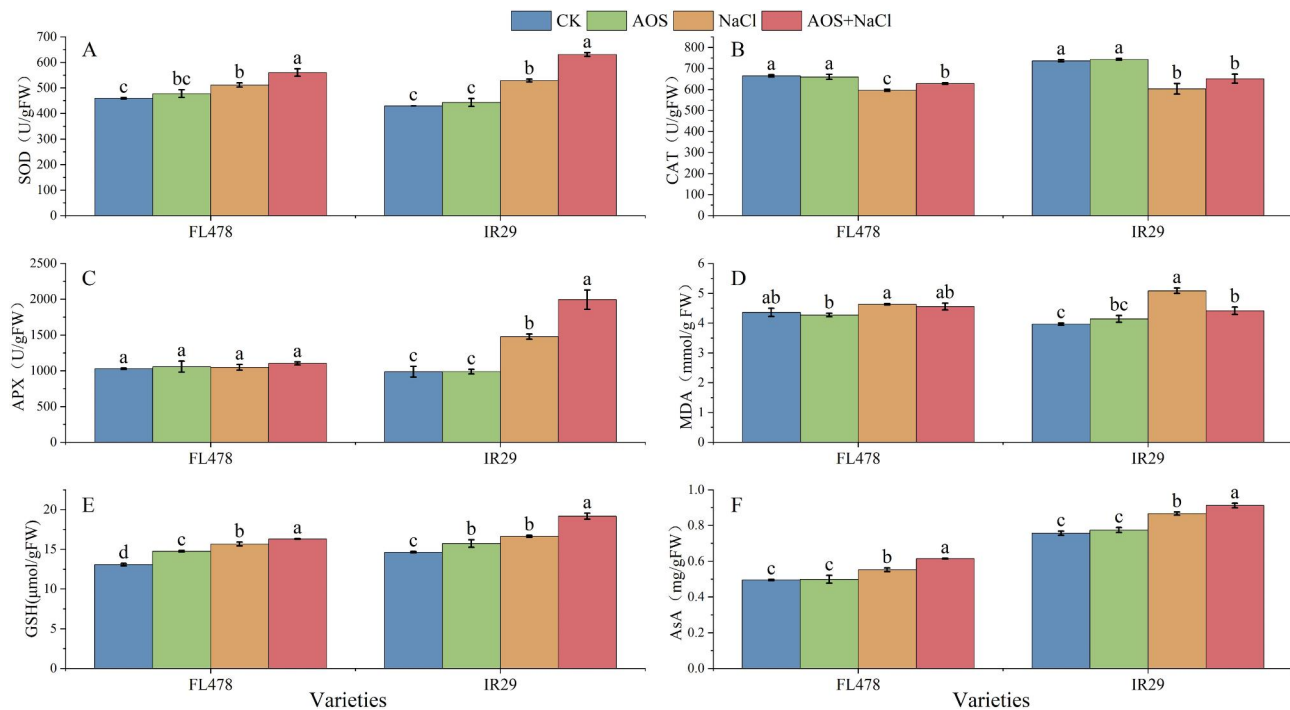 CK AOS NaCl AOS+NaCl
A
SOD（U/gFW）
700
600
500
400
300
200
100
0
c bc b a c c b a
FL478 IR29
B
CAT（U/gFW）
800
700
600
500
400
300
200
100
0
a a c b a a b b
FL478 IR29
C
APX（U/gFW）
2500
2000
1500
1000
500
0
a a a a c c b a
FL478 IR29
D
MDA（mmol/g FW）
6
5
4
3
2
1
0
ab b a ab c bc a b
FL478 IR29
E
GSH(μmol/gFW)
20
15
10
5
0
d c b a c b b a
FL478 IR29
Varieties
F
AsA（mg/gFW）
1.0
0.8
0.6
0.4
0.2
0.0
c c b a c c b a
FL478 IR29
Varieties